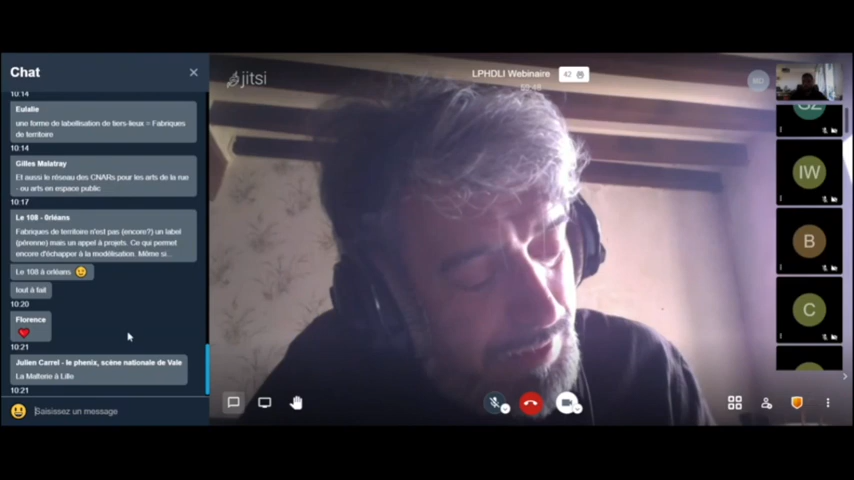 Chat
10:14
Eulalie
une forme de labellisation de tiers-lieux = Fabriques
de territoire
10:14
Gilles Malatray
Et aussi le réseau des CNARs pour les arts de la rue
- ou arts en espace public
10:17
Le 108 - 0rléans
Fabriques de territoire n'est pas (encore?) un label
(pérenne) mais un appel à projets. Ce qui permet
encore d'échapper à la modélisation. Même si...
Le 108 à orléans
tout à fait
10:20
Florence
10:21
Julien Carrel - le phenix, scène nationale de Vale
La Malterie à Lille
10:21
Saisissez un message
jitsi
LPHDLI Webinaire
42
MD
IW
B
C